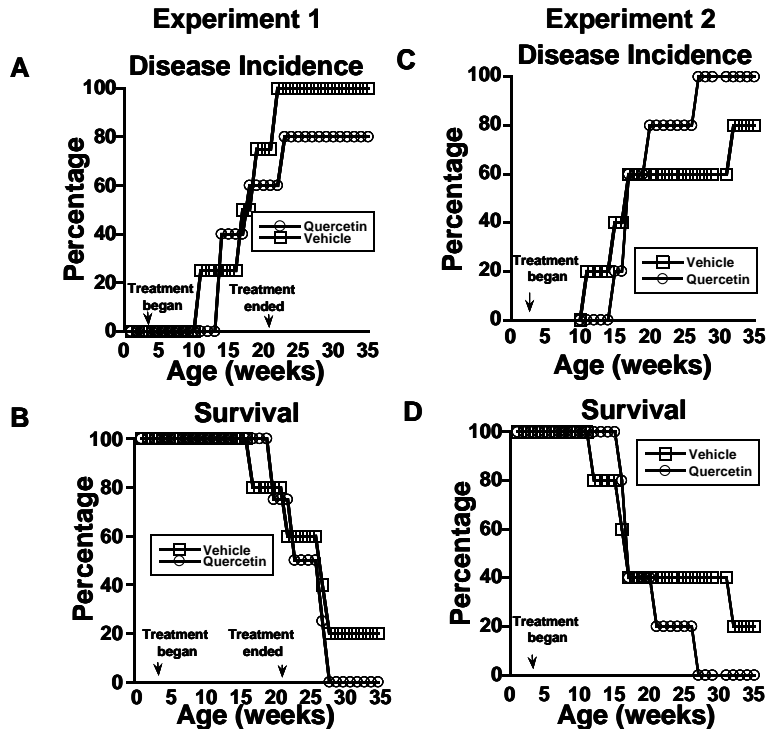 Experiment 1
Experiment 2
A
Disease Incidence
Percentage
100
80
60
40
20
0
Quercetin
Vehicle
Treatment
began
Treatment
ended
0 5 10 15 20 25 30 35
Age (weeks)
C
Disease Incidence
Percentage
100
80
60
40
20
0
Treatment
began
Vehicle
Quercetin
0 5 10 15 20 25 30 35
Age (weeks)
B
Survival
Percentage
100
80
60
40
20
0
Vehicle
Quercetin
Treatment
began
Treatment
ended
0 5 10 15 20 25 30 35
Age (weeks)
D
Survival
Percentage
100
80
60
40
20
0
Vehicle
Quercetin
Treatment
began
0 5 10 15 20 25 30 35
Age (weeks)